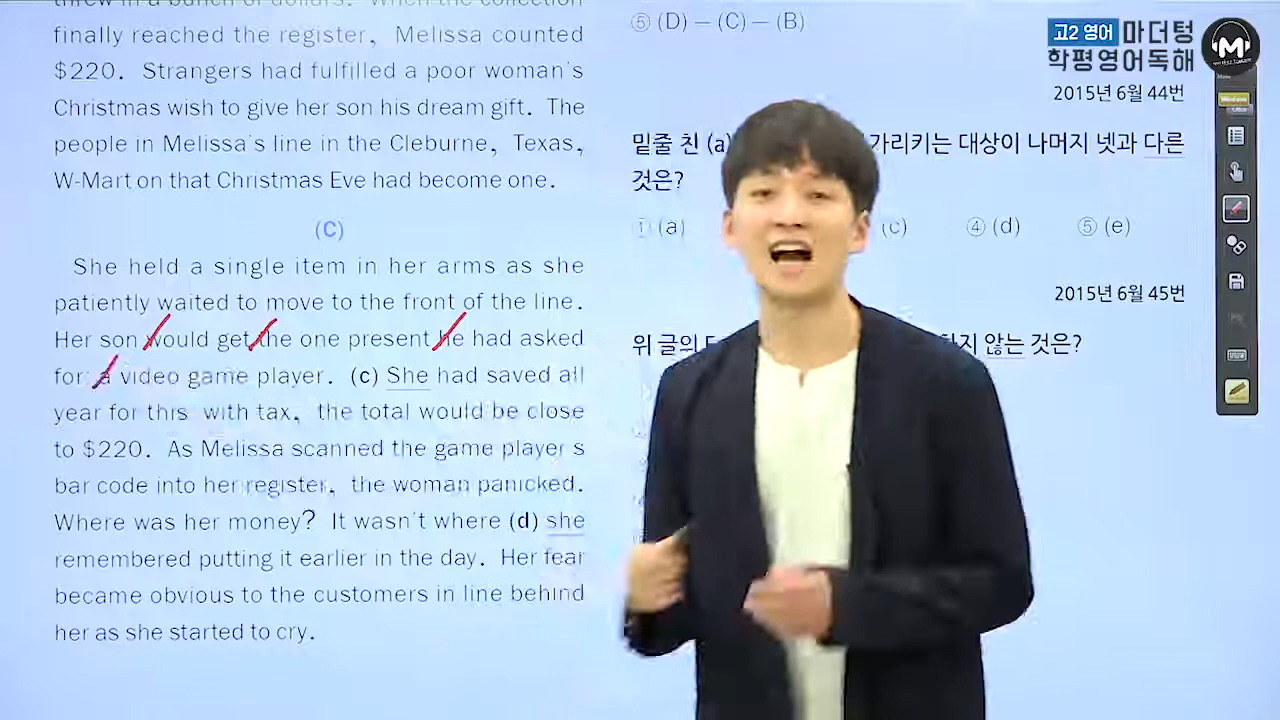 threw in a bunch of dollars. When the collection
finally reached the register, Melissa counted
$220. Strangers had fulfilled a poor woman's
Christmas wish to give her son his dream gift. The
people in Melissa's line in the Cleburne, Texas,
W-Mart on that Christmas Eve had become one.
(C)
She held a single item in her arms as she
patiently waited to move to the front of the line.
Her son would get the one present he had asked
for: a video game player. (c) She had saved all
year for this with tax, the total would be close
to $220. As Melissa scanned the game player s
bar code into her register, the woman panicked.
Where was her money? It wasn't where (d) she
remembered putting it earlier in the day. Her fear
became obvious to the customers in line behind
her as she started to cry.
⑤ (D) – (C) – (B)
고2 영어 마더텅
학평영어독해
M
2015년 6월 44번
밑줄 친 (a) 가리키는 대상이 나머지 넷과 다른
것은?
① (a) (c) ④ (d) ⑤ (e)
2015년 6월 45번
위 글의 않는 것은?